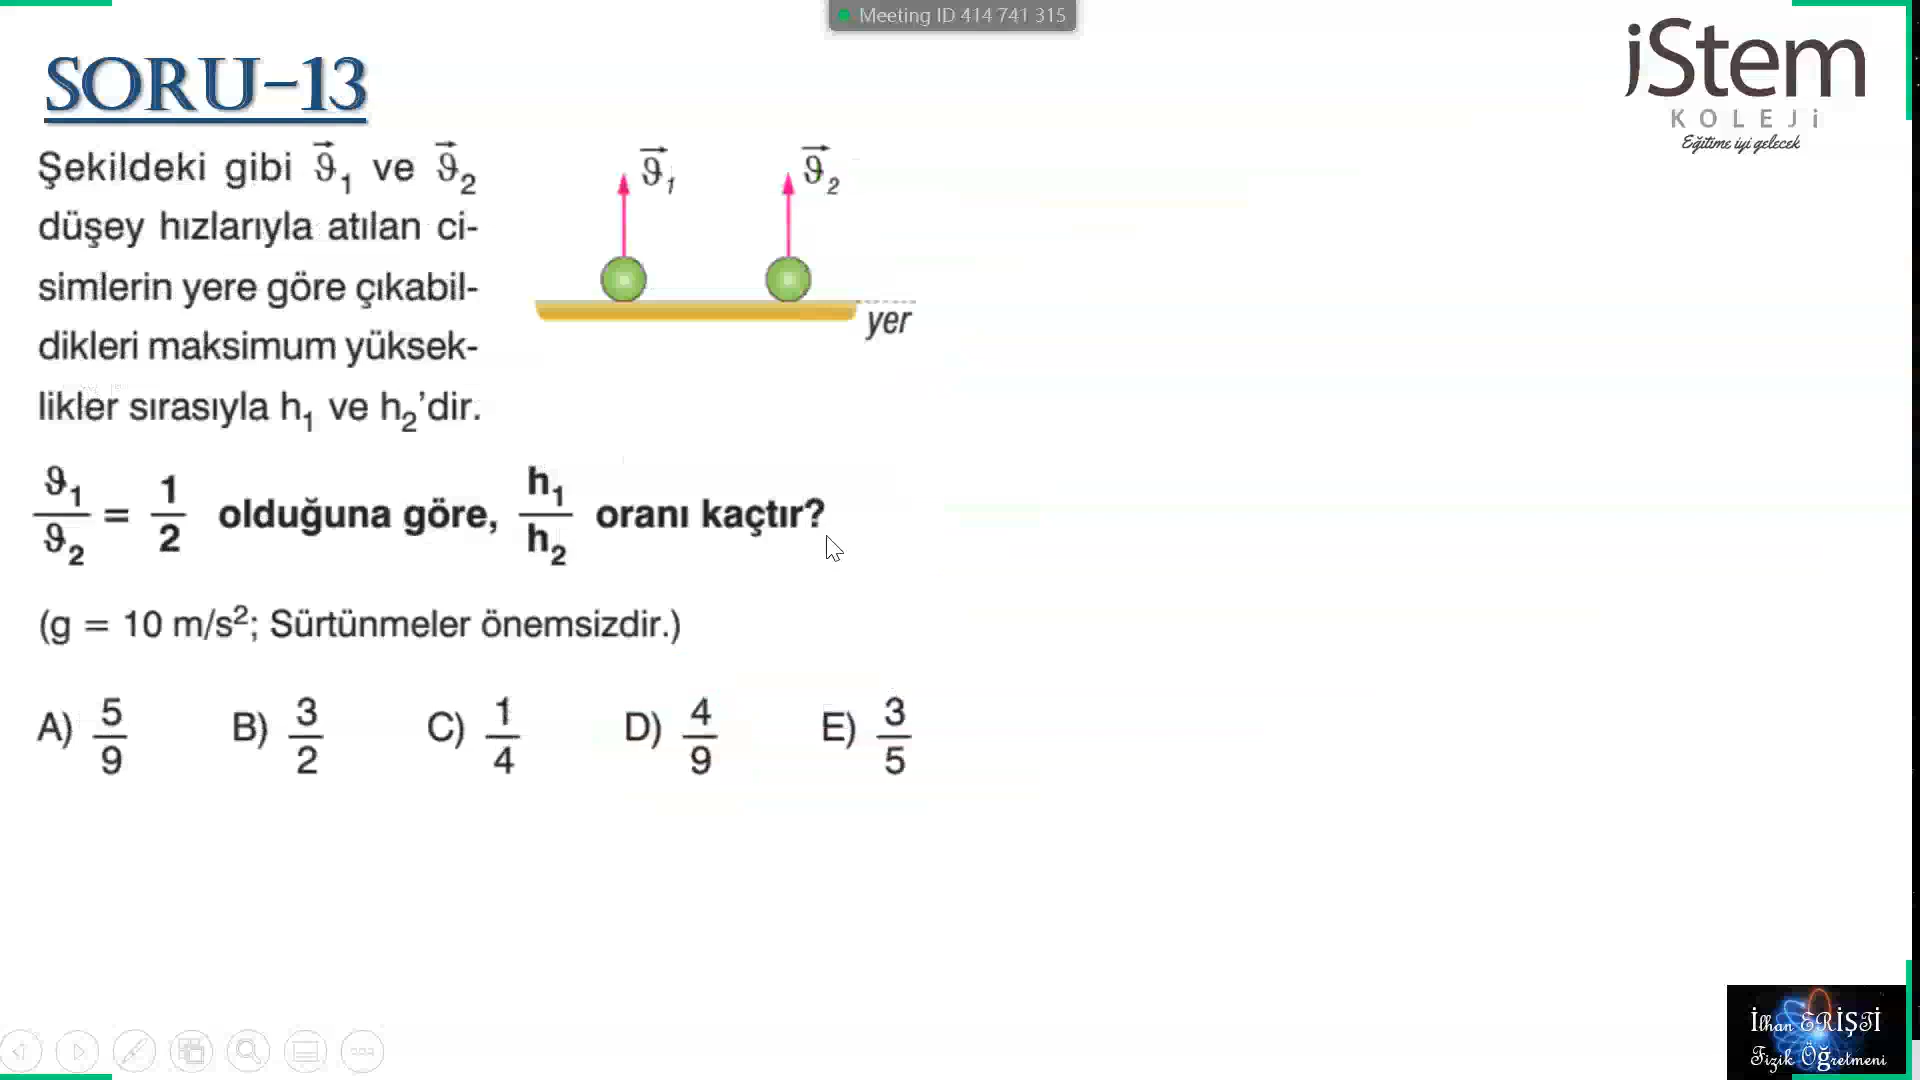 Meeting ID 414 741 315
SORU-13
jStem
KOLEJi
Eğitime iyi gelecek
Şekildeki gibi ϑ⃗₁ ve ϑ⃗₂
düşey hızlarıyla atılan ci-
simlerin yere göre çıkabil-
dikleri maksimum yüksek-
likler sırasıyla h₁ ve h₂'dir.
ϑ⃗₁ ϑ⃗₂
yer
ϑ₁/ϑ₂ = 1/2 olduğuna göre, h₁/h₂ oranı kaçtır?
(g = 10 m/s²; Sürtünmeler önemsizdir.)
A) 5/9 B) 3/2 C) 1/4 D) 4/9 E) 3/5
İlhan ERİŞTİ
Fizik Öğretmeni